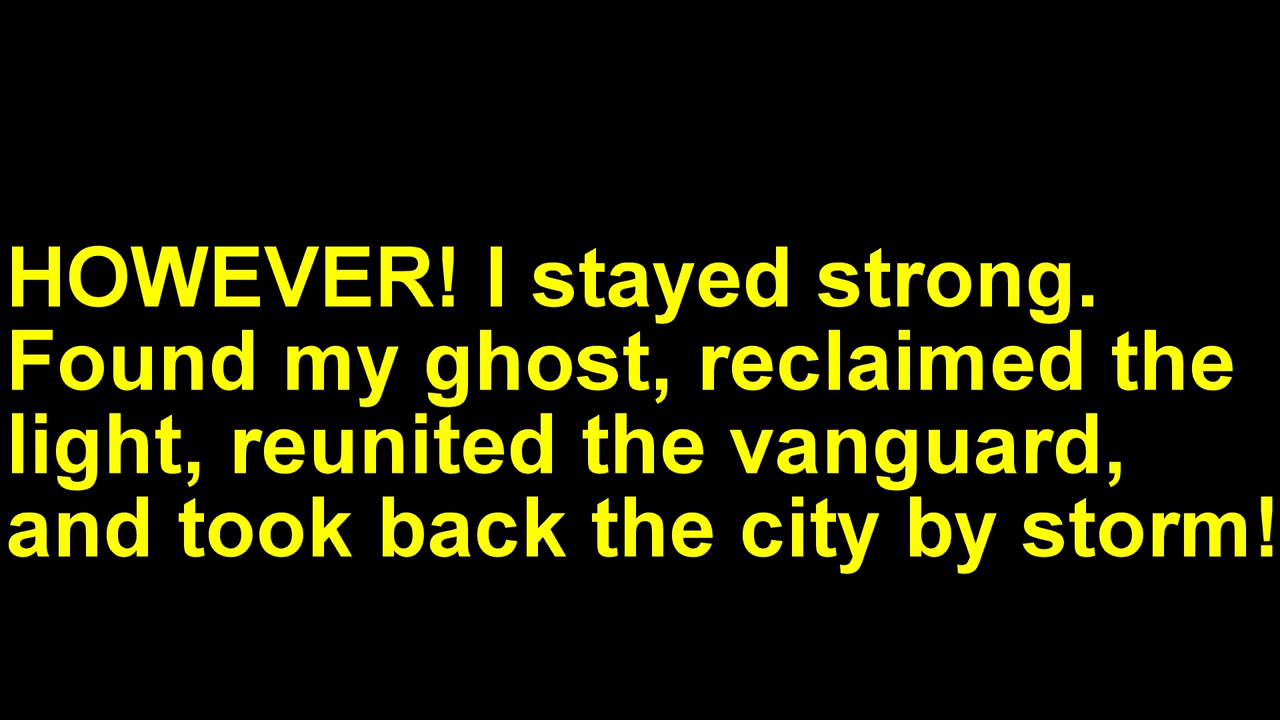 HOWEVER! I stayed strong.
Found my ghost, reclaimed the
light, reunited the vanguard,
and took back the city by storm!